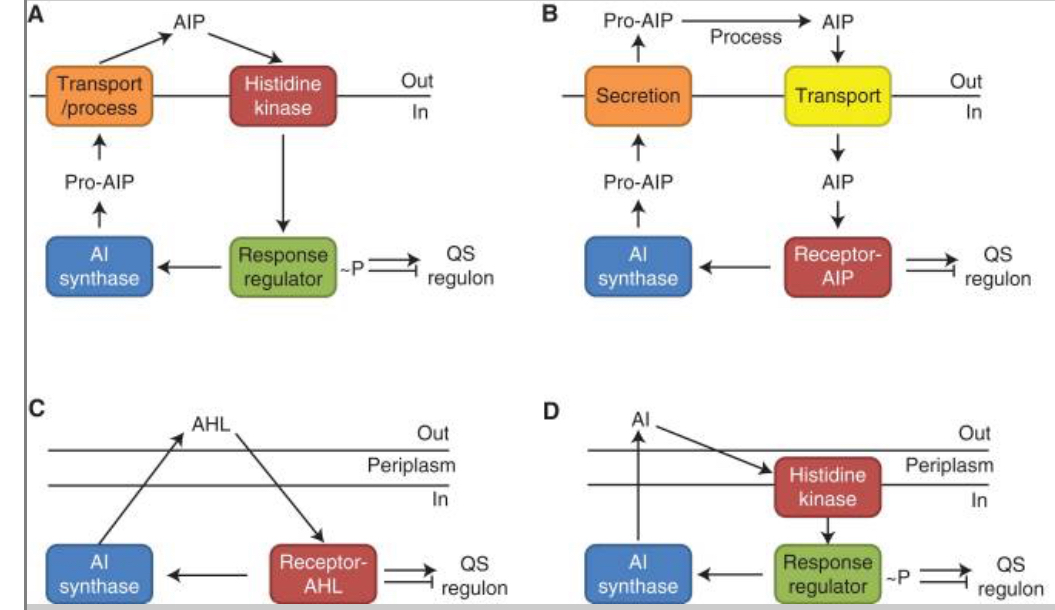 A
AIP
Transport
/process
Histidine
kinase
Out
In
Pro-AIP
AI
synthase
Response
regulator
~P
QS
regulon
B
Pro-AIP
Process
AIP
Secretion
Transport
Out
In
Pro-AIP
AIP
AI
synthase
Receptor-
AIP
QS
regulon
C
AHL
Out
Periplasm
In
AI
synthase
Receptor-
AHL
QS
regulon
D
AI
Out
Periplasm
In
Histidine
kinase
AI
synthase
Response
regulator
~P
QS
regulon